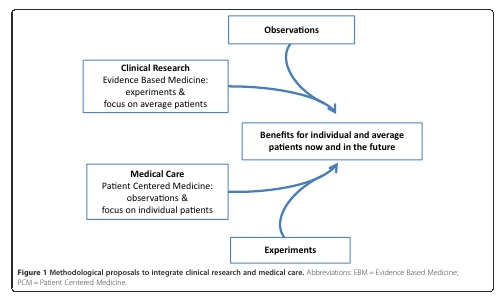 Observations
Clinical Research
Evidence Based Medicine:
experiments &
focus on average patients
Benefits for individual and average
patients now and in the future
Medical Care
Patient Centered Medicine:
observations &
focus on individual patients
Experiments
Figure 1 Methodological proposals to integrate clinical research and medical care. Abbreviations: EBM = Evidence Based Medicine;
PCM = Patient Centered Medicine.